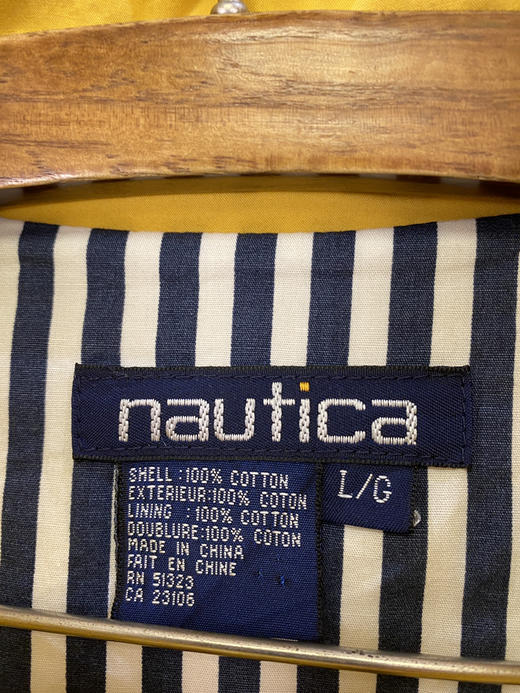 nautica
L/G
SHELL :100% COTTON
EXTERIEUR:100% COTON
LINING :100% COTTON
DOUBLURE:100% COTON
MADE IN CHINA
FAIT EN CHINE
RN 51323
CA 23106